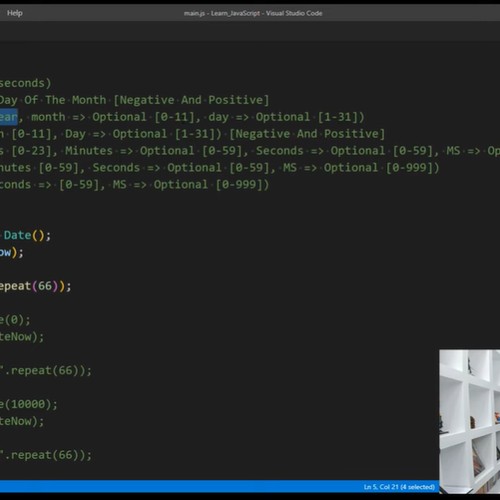 Help
main.js - Learn_JavaScript - Visual Studio Code
seconds)
Day Of The Month [Negative And Positive]
ear, month => Optional [0-11], day => Optional [1-31])
h [0-11], Day => Optional [1-31]) [Negative And Positive]
s [0-23], Minutes => Optional [0-59], Seconds => Optional [0-59], MS => Op
nutes [0-59], Seconds => Optional [0-59], MS => Optional [0-999])
conds => [0-59], MS => Optional [0-999])
Date();
ow);
epeat(66));
e(0);
teNow);
".repeat(66));
e(10000);
teNow);
".repeat(66));
Ln 5, Col 21 (4 selected)